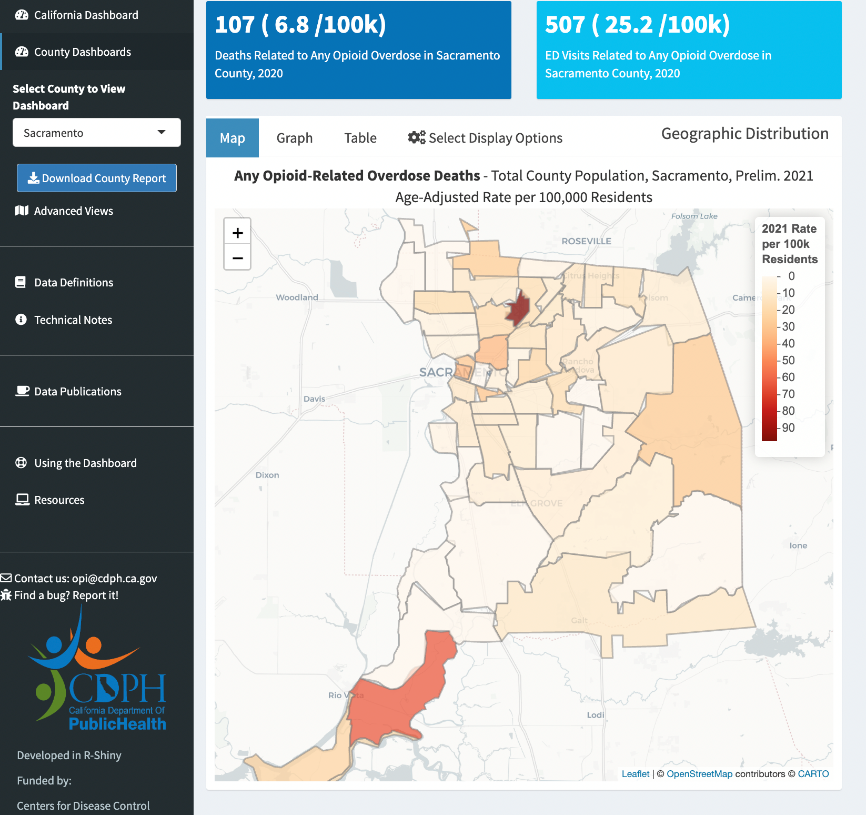 California Dashboard
County Dashboards
Select County to View
Dashboard
Sacramento
Download County Report
Advanced Views
Data Definitions
Technical Notes
Data Publications
Using the Dashboard
Resources
Contact us: opi@cdph.ca.gov
Find a bug? Report it!
CDPH
California Department Of
PublicHealth
Developed in R-Shiny
Funded by:
Centers for Disease Control
107 ( 6.8 /100k)
Deaths Related to Any Opioid Overdose in Sacramento
County, 2020
507 ( 25.2 /100k)
ED Visits Related to Any Opioid Overdose in
Sacramento County, 2020
Map Graph Table Select Display Options Geographic Distribution
Any Opioid-Related Overdose Deaths - Total County Population, Sacramento, Prelim. 2021
Age-Adjusted Rate per 100,000 Residents
+
−
Folsom Lake
ROSEVILLE
Citrus Heights
Woodland
Folsom
Came
SACRAMENTO
Rancho
Cordova
Davis
Dixon
ELK GROVE
Ione
Galt
Rio Vista
Lodi
2021 Rate
per 100k
Residents
0
10
20
30
40
50
60
70
80
90
Leaflet | © OpenStreetMap contributors © CARTO